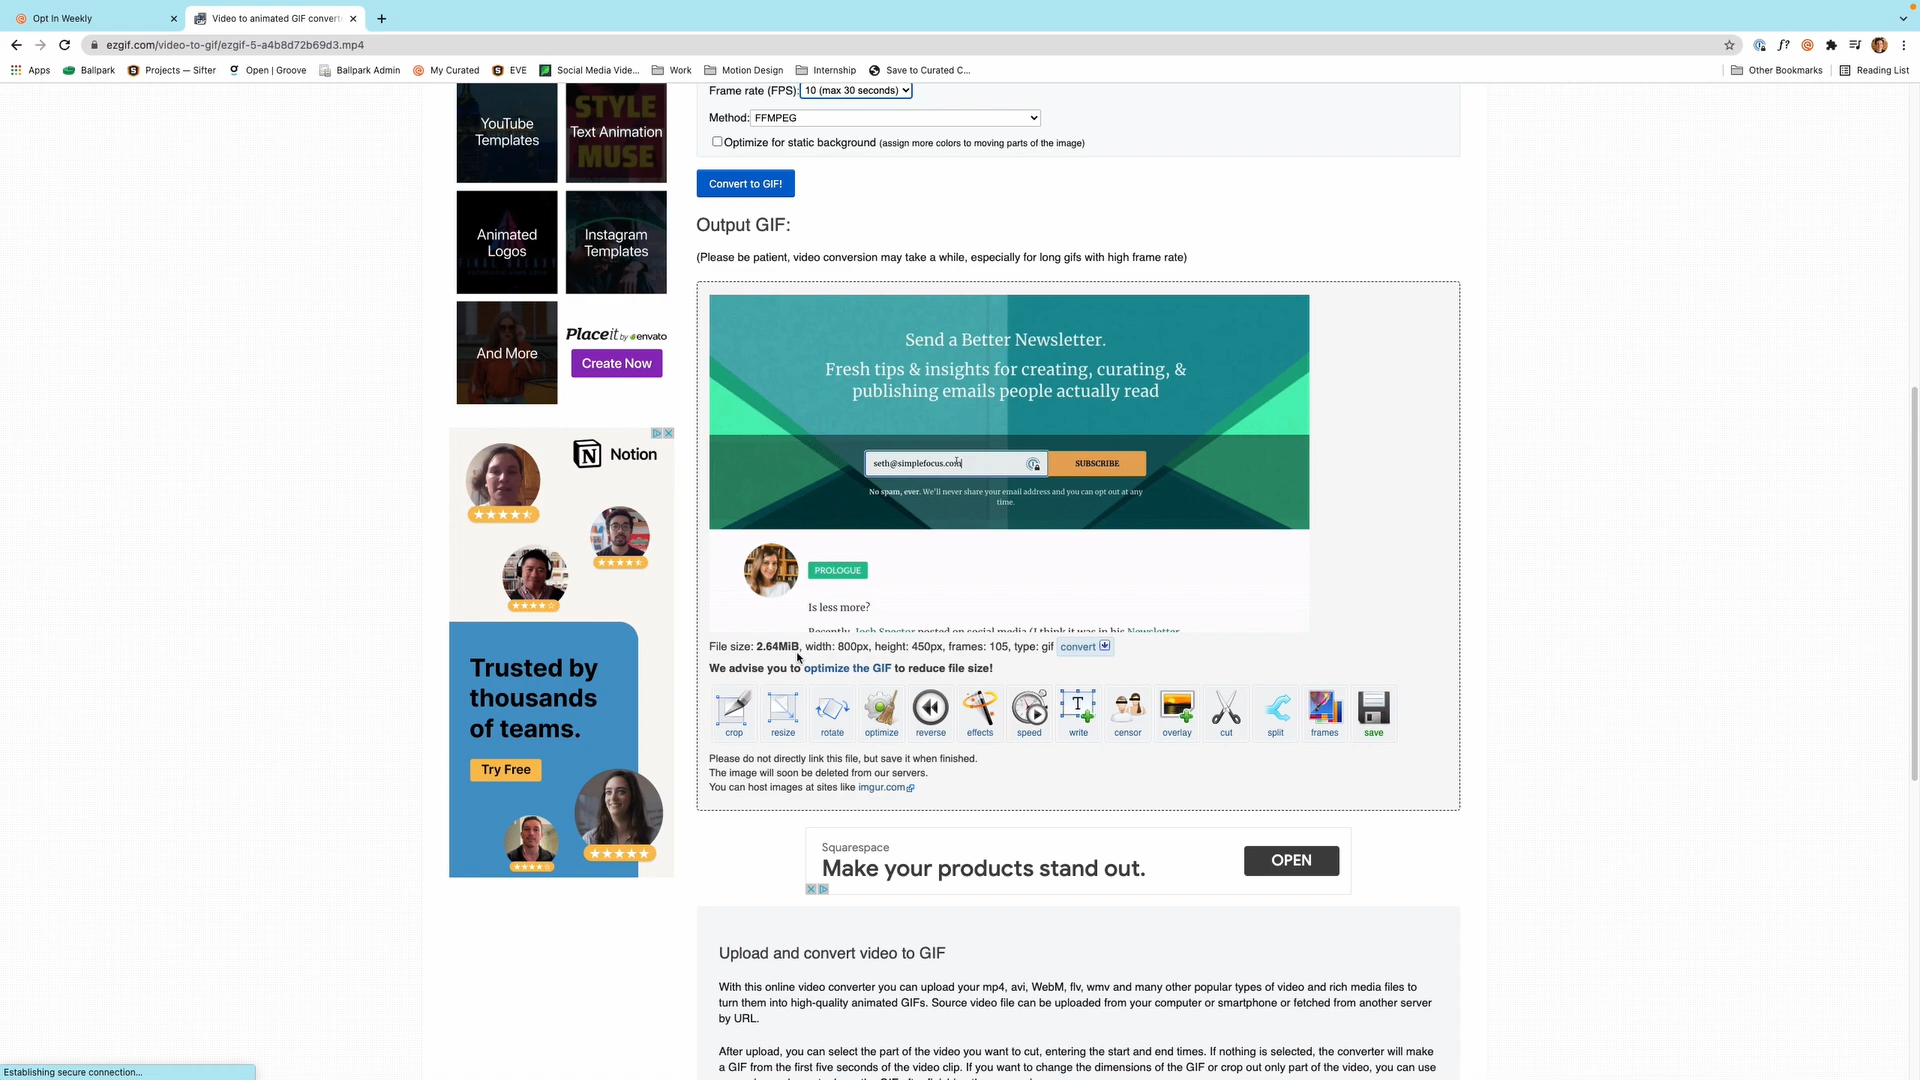 Opt In Weekly
Video to animated GIF convert
ezgif.com/video-to-gif/ezgif-5-a4b8d72b69d3.mp4
Apps
Ballpark
Projects — Sifter
Open | Groove
Ballpark Admin
My Curated
EVE
Social Media Vide...
Work
Motion Design
Internship
Save to Curated C...
Other Bookmarks
Reading List
YouTube
Templates
STYLE
Text Animation
MUSE
Animated
Logos
Instagram
Templates
And More
Placeit by envato
Create Now
Notion
Trusted by
thousands
of teams.
Try Free
Frame rate (FPS): 10 (max 30 seconds)
Method: FFMPEG
Optimize for static background (assign more colors to moving parts of the image)
Convert to GIF!
Output GIF:
(Please be patient, video conversion may take a while, especially for long gifs with high frame rate)
Send a Better Newsletter.
Fresh tips & insights for creating, curating, &
publishing emails people actually read
seth@simplefocus.com
SUBSCRIBE
No spam, ever. We'll never share your email address and you can opt out at any
time.
PROLOGUE
Is less more?
Recently, Josh Spector posted on social media (I think it was in his Newsletter
File size: 2.64MiB, width: 800px, height: 450px, frames: 105, type: gif convert
We advise you to optimize the GIF to reduce file size!
crop
resize
rotate
optimize
reverse
effects
speed
write
censor
overlay
cut
split
frames
save
Please do not directly link this file, but save it when finished.
The image will soon be deleted from our servers.
You can host images at sites like imgur.com
Squarespace
Make your products stand out.
OPEN
Upload and convert video to GIF
With this online video converter you can upload your mp4, avi, WebM, flv, wmv and many other popular types of video and rich media files to
turn them into high-quality animated GIFs. Source video file can be uploaded from your computer or smartphone or fetched from another server
by URL.
After upload, you can select the part of the video you want to cut, entering the start and end times. If nothing is selected, the converter will make
a GIF from the first five seconds of the video clip. If you want to change the dimensions of the GIF or crop out only part of the video, you can use
Establishing secure connection...